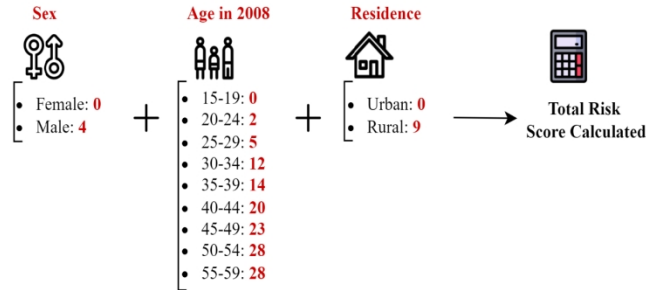 Sex
Female: 0
Male: 4
Age in 2008
15-19: 0
20-24: 2
25-29: 5
30-34: 12
35-39: 14
40-44: 20
45-49: 23
50-54: 28
55-59: 28
Residence
Urban: 0
Rural: 9
Total Risk
Score Calculated